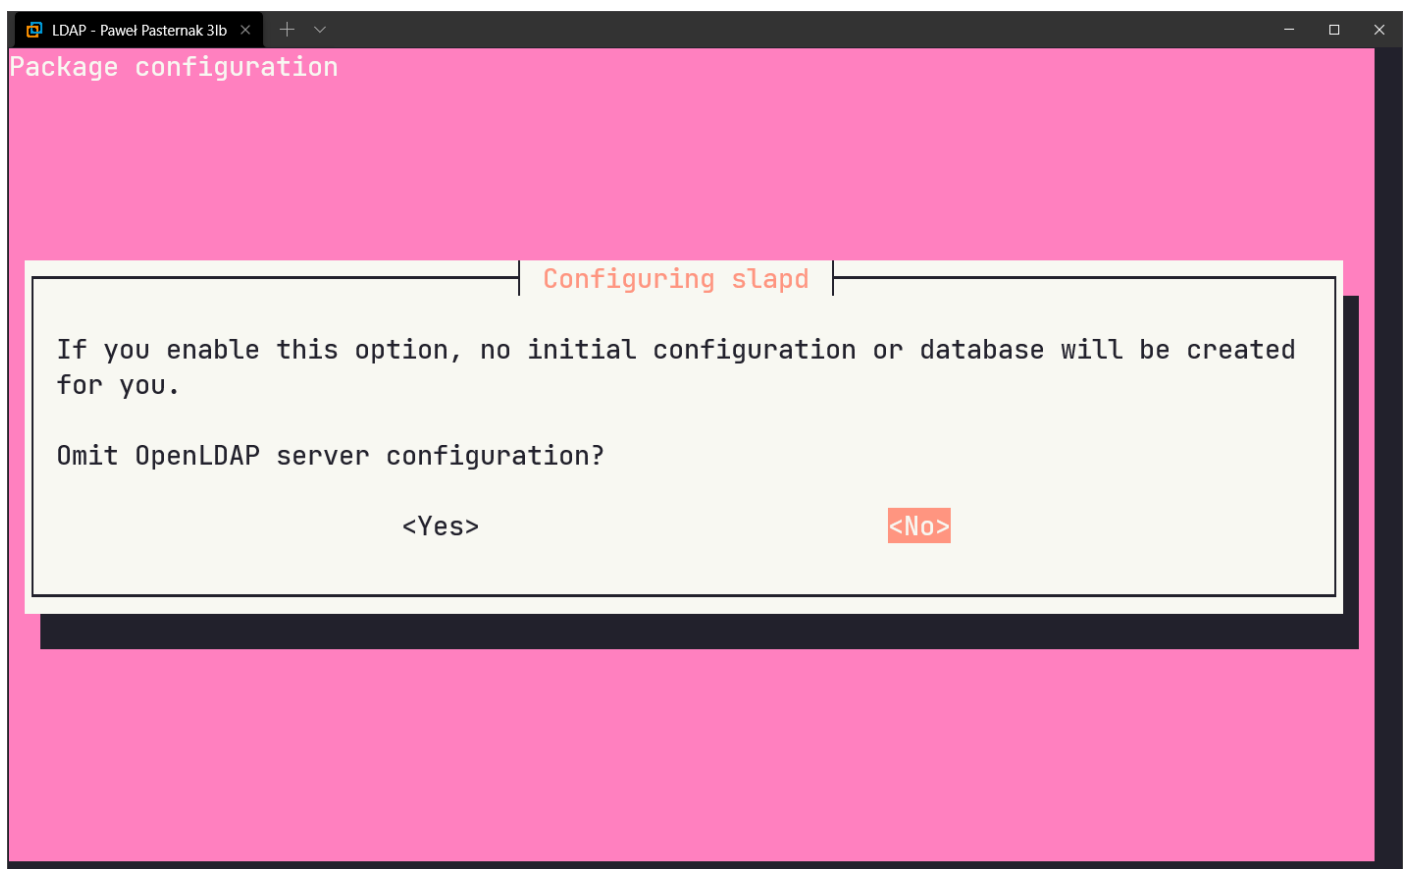 LDAP - Paweł Pasternak 3lb
Package configuration
Configuring slapd
If you enable this option, no initial configuration or database will be created
for you.
Omit OpenLDAP server configuration?
<Yes> <No>